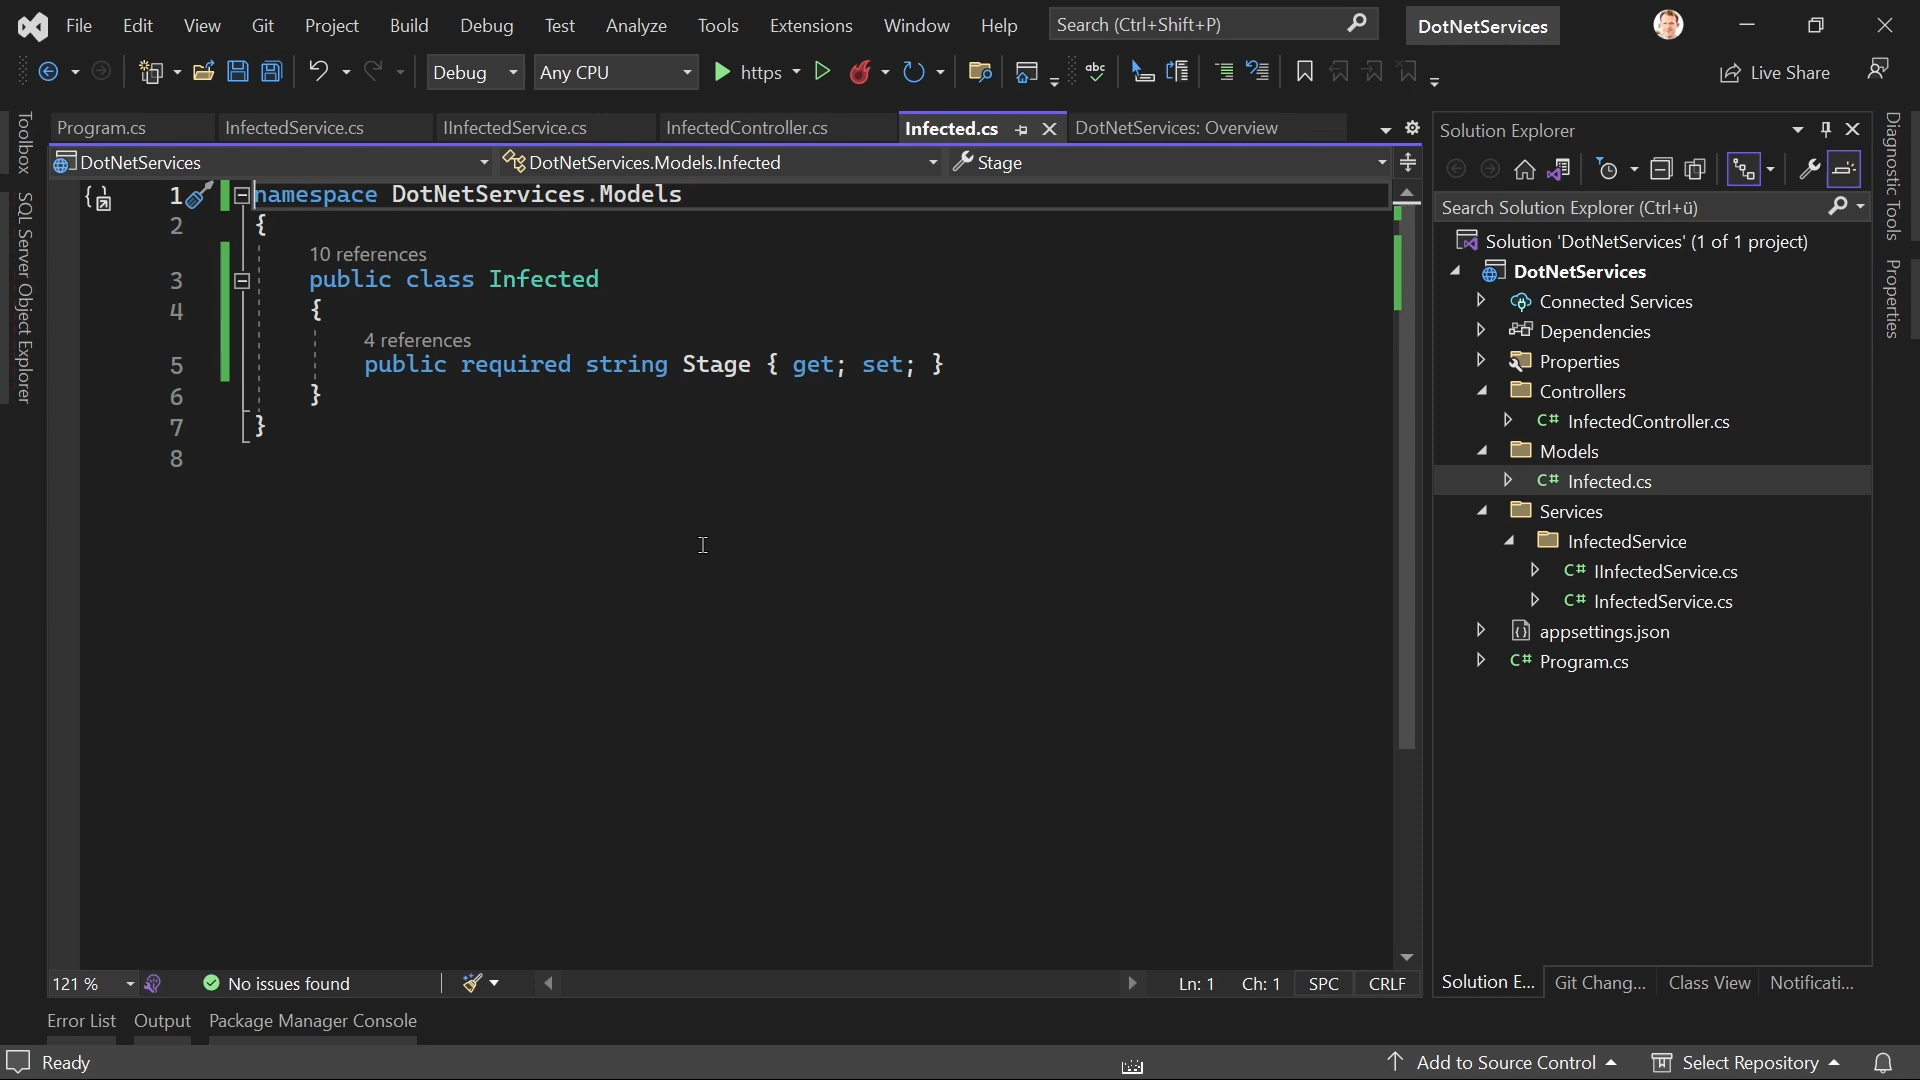 File Edit View Git Project Build Debug Test Analyze Tools Extensions Window Help Search (Ctrl+Shift+P) DotNetServices
Debug Any CPU https abc Live Share
Program.cs InfectedService.cs IInfectedService.cs InfectedController.cs Infected.cs DotNetServices: Overview
DotNetServices DotNetServices.Models.Infected Stage
1 namespace DotNetServices.Models
2 {
10 references
3 public class Infected
4 {
4 references
5 public required string Stage { get; set; }
6 }
7 }
8
121 % No issues found Ln: 1 Ch: 1 SPC CRLF
Toolbox
SQL Server Object Explorer
Solution Explorer
Search Solution Explorer (Ctrl+ü)
Solution 'DotNetServices' (1 of 1 project)
DotNetServices
Connected Services
Dependencies
Properties
Controllers
C# InfectedController.cs
Models
C# Infected.cs
Services
InfectedService
C# IInfectedService.cs
C# InfectedService.cs
appsettings.json
C# Program.cs
Solution E... Git Chang... Class View Notificati...
Diagnostic Tools
Properties
Error List Output Package Manager Console
Ready Add to Source Control Select Repository